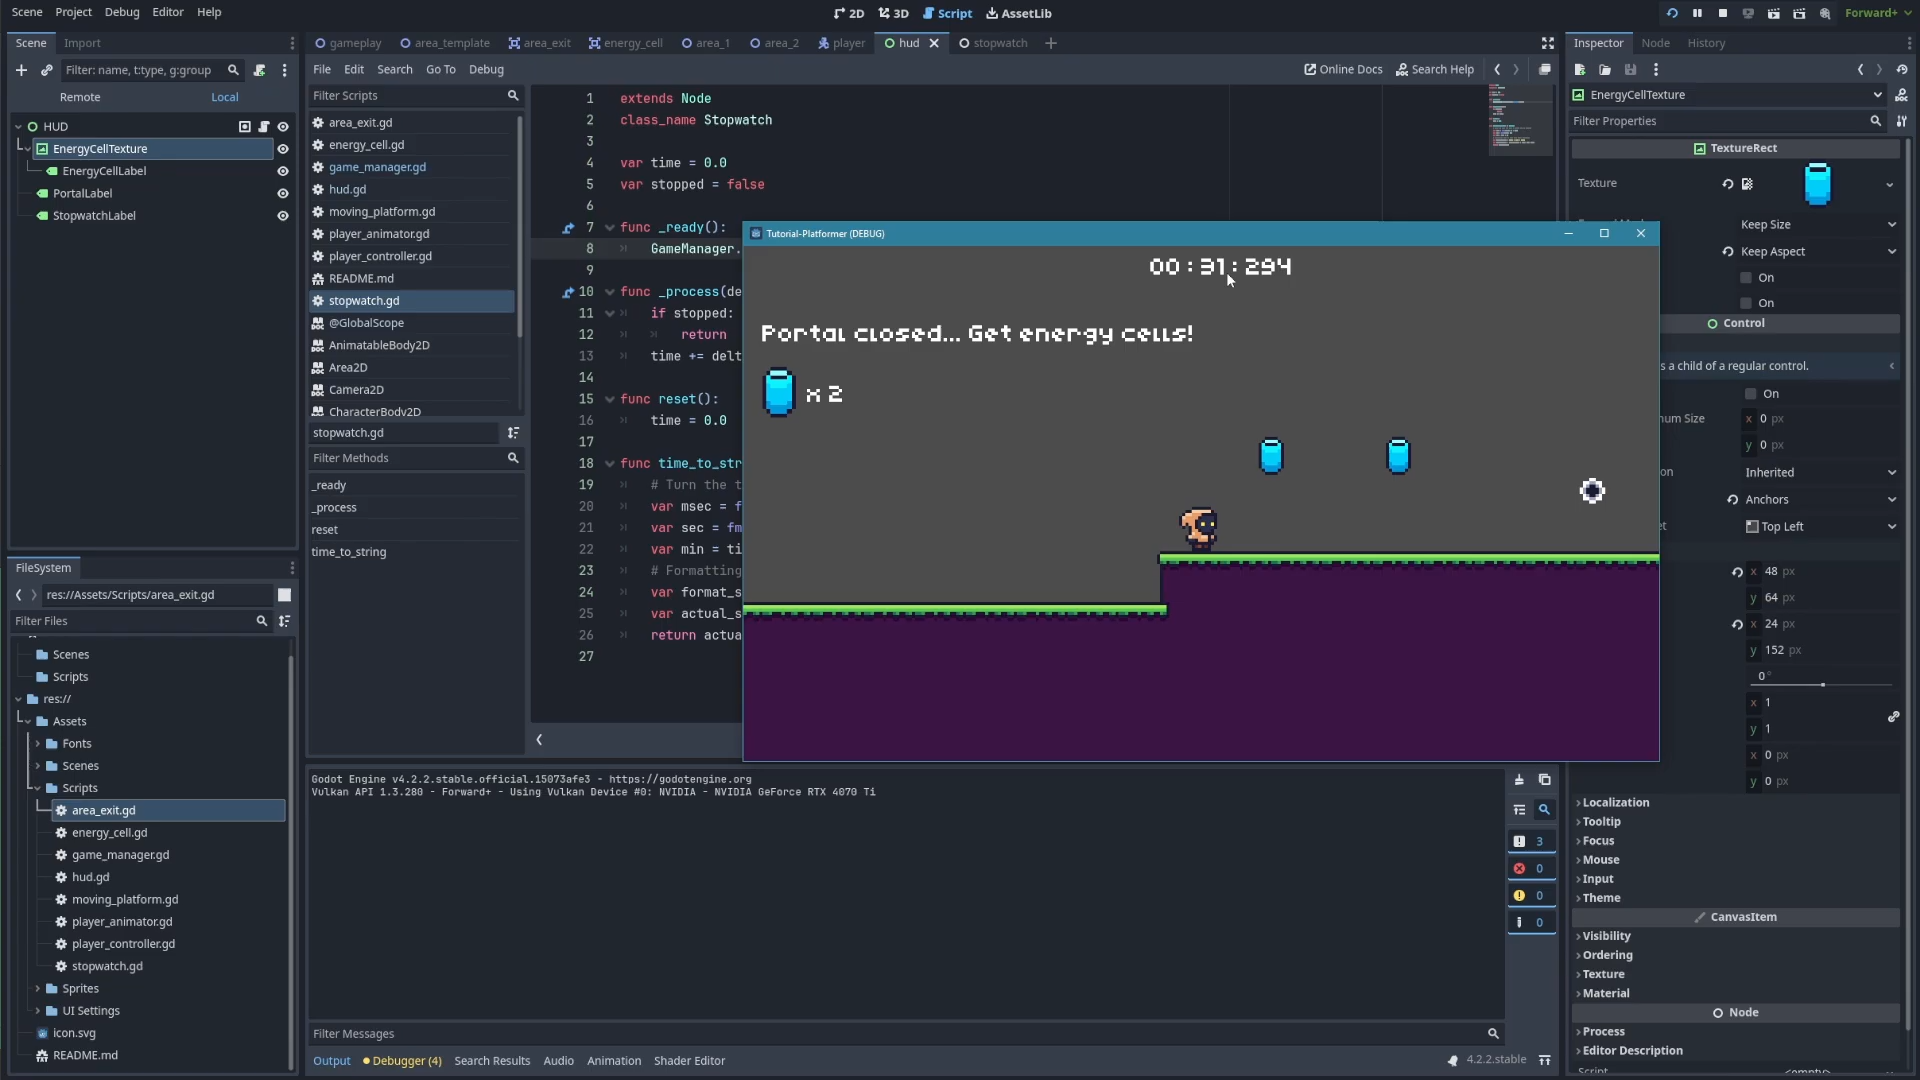 Scene Project Debug Editor Help
2D 3D Script AssetLib
Forward+
Scene Import
Filter: name, t:type, g:group
Remote Local
HUD
EnergyCellTexture
EnergyCellLabel
PortalLabel
StopwatchLabel
FileSystem
res://Assets/Scripts/area_exit.gd
Filter Files
Scenes
Scripts
res://
Assets
Fonts
Scenes
Scripts
area_exit.gd
energy_cell.gd
game_manager.gd
hud.gd
moving_platform.gd
player_animator.gd
player_controller.gd
stopwatch.gd
Sprites
UI Settings
icon.svg
README.md
gameplay area_template area_exit energy_cell area_1 area_2 player hud stopwatch
File Edit Search Go To Debug
Online Docs Search Help
Filter Scripts
area_exit.gd
energy_cell.gd
game_manager.gd
hud.gd
moving_platform.gd
player_animator.gd
player_controller.gd
README.md
stopwatch.gd
@GlobalScope
AnimatableBody2D
Area2D
Camera2D
CharacterBody2D
stopwatch.gd
Filter Methods
_ready
_process
reset
time_to_string
1 extends Node
2 class_name Stopwatch
3
4 var time = 0.0
5 var stopped = false
6
7 func _ready():
8 GameManager.
9
10 func _process(de
11 if stopped:
12 return
13 time += delt
14
15 func reset():
16 time = 0.0
17
18 func time_to_str
19 # Turn the t
20 var msec = f
21 var sec = fm
22 var min = ti
23 # Formatting
24 var format_s
25 var actual_s
26 return actua
27
Tutorial-Platformer (DEBUG)
00:31:294
Portal closed... Get energy cells!
x 2
Godot Engine v4.2.2.stable.official.15073afe3 - https://godotengine.org
Vulkan API 1.3.280 - Forward+ - Using Vulkan Device #0: NVIDIA - NVIDIA GeForce RTX 4070 Ti
3
0
0
0
Filter Messages
Output Debugger (4) Search Results Audio Animation Shader Editor
4.2.2.stable
Inspector Node History
EnergyCellTexture
Filter Properties
TextureRect
Texture
Keep Size
Keep Aspect
On
On
Control
s a child of a regular control.
On
num Size x 0 px
y 0 px
on Inherited
Anchors
Top Left
x 48 px
y 64 px
x 24 px
y 152 px
0 °
x 1
y 1
x 0 px
y 0 px
Localization
Tooltip
Focus
Mouse
Input
Theme
CanvasItem
Visibility
Ordering
Texture
Material
Node
Process
Editor Description
Script <empty>